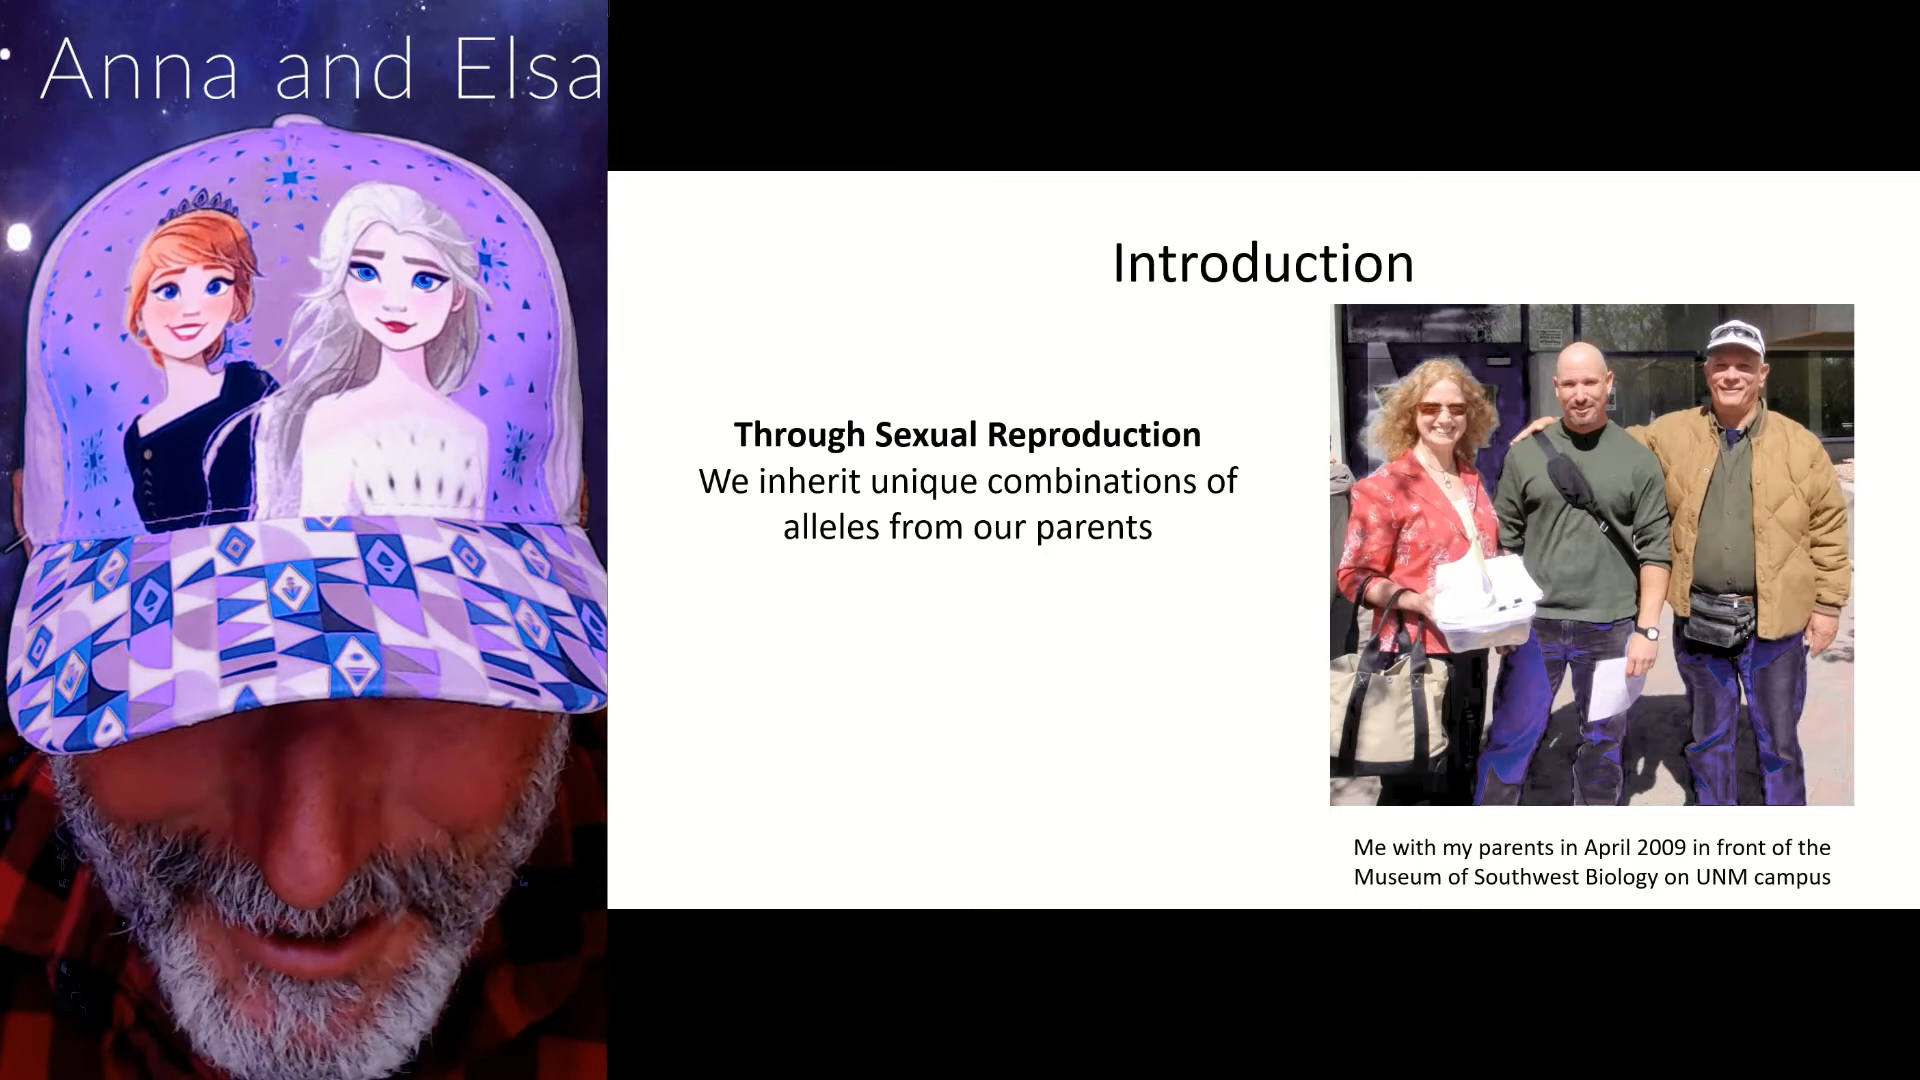 Anna and Elsa
Introduction
Through Sexual Reproduction
We inherit unique combinations of
alleles from our parents
Me with my parents in April 2009 in front of the
Museum of Southwest Biology on UNM campus